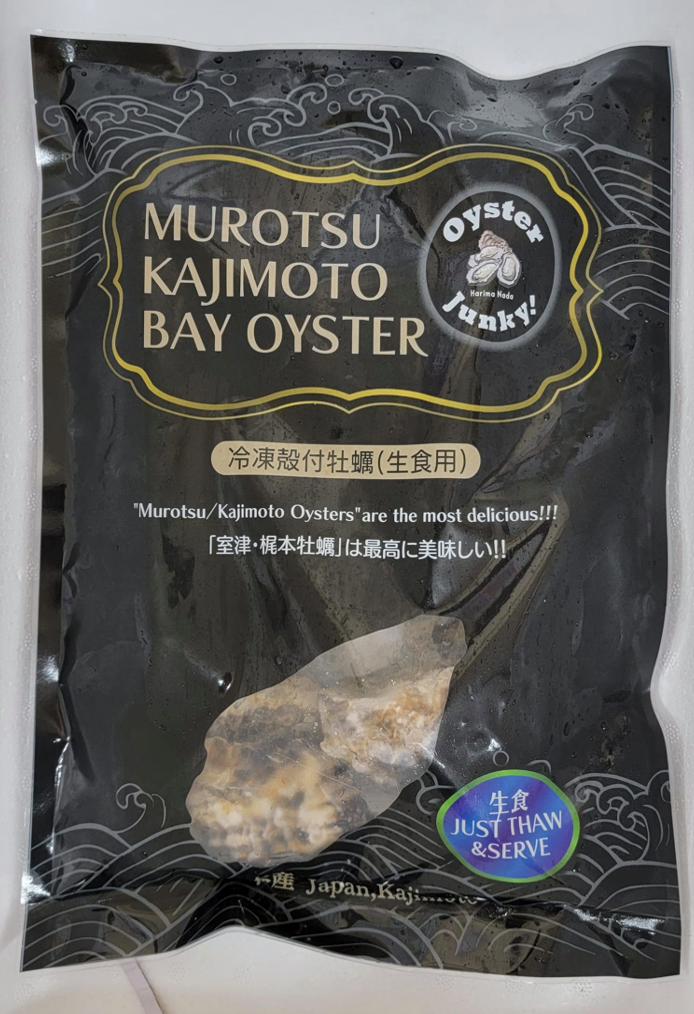 MUROTSU
KAJIMOTO
BAY OYSTER
Oyster
Harima Nada
Junky!
冷凍殻付牡蠣(生食用)
"Murotsu/Kajimoto Oysters"are the most delicious!!!
「室津・梶本牡蠣」は最高に美味しい!!
生食
JUST THAW
&SERVE
産 Japan,Kajimoto